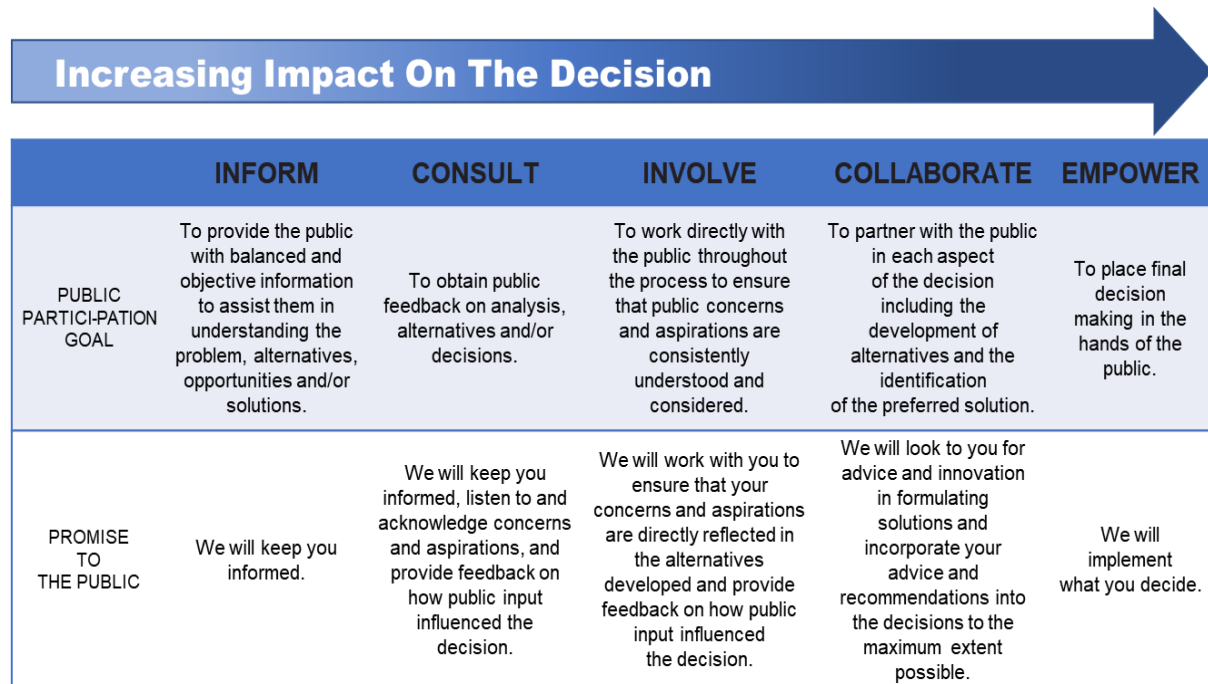 Increasing Impact On The Decision
INFORM
CONSULT
INVOLVE
COLLABORATE
EMPOWER
PUBLIC
PARTICI-PATION
GOAL
To provide the public
with balanced and
objective information
to assist them in
understanding the
problem, alternatives,
opportunities and/or
solutions.
To obtain public
feedback on analysis,
alternatives and/or
decisions.
To work directly with
the public throughout
the process to ensure
that public concerns
and aspirations are
consistently
understood and
considered.
To partner with the public
in each aspect
of the decision
including the
development of
alternatives and the
identification
of the preferred solution.
To place final
decision
making in the
hands of the
public.
PROMISE
TO
THE PUBLIC
We will keep you
informed.
We will keep you
informed, listen to and
acknowledge concerns
and aspirations, and
provide feedback on
how public input
influenced the
decision.
We will work with you to
ensure that your
concerns and aspirations
are directly reflected in
the alternatives
developed and provide
feedback on how public
input influenced
the decision.
We will look to you for
advice and innovation
in formulating
solutions and
incorporate your
advice and
recommendations into
the decisions to the
maximum extent
possible.
We will
implement
what you decide.